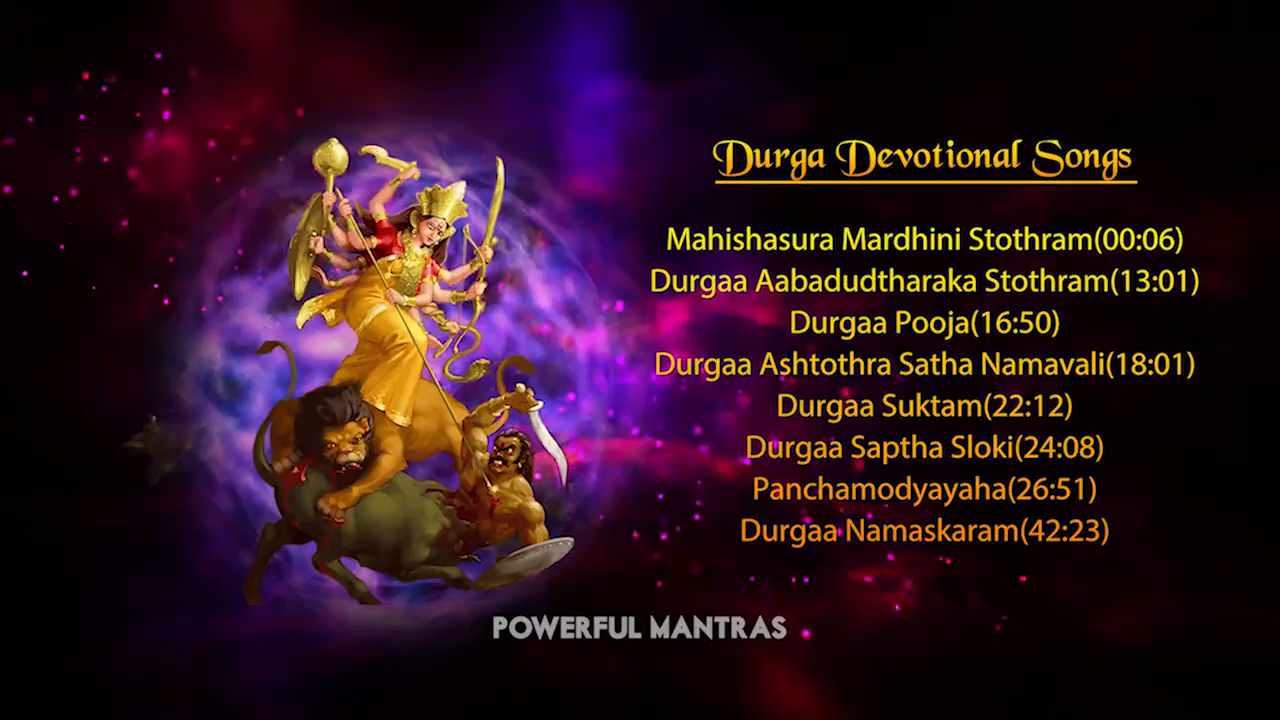 Durga Devotional Songs
Mahishasura Mardhini Stothram(00:06)
Durgaa Aabadudtharaka Stothram(13:01)
Durgaa Pooja(16:50)
Durgaa Ashtothra Satha Namavali(18:01)
Durgaa Suktam(22:12)
Durgaa Saptha Sloki(24:08)
Panchamodyayaha(26:51)
Durgaa Namaskaram(42:23)
POWERFUL MANTRAS